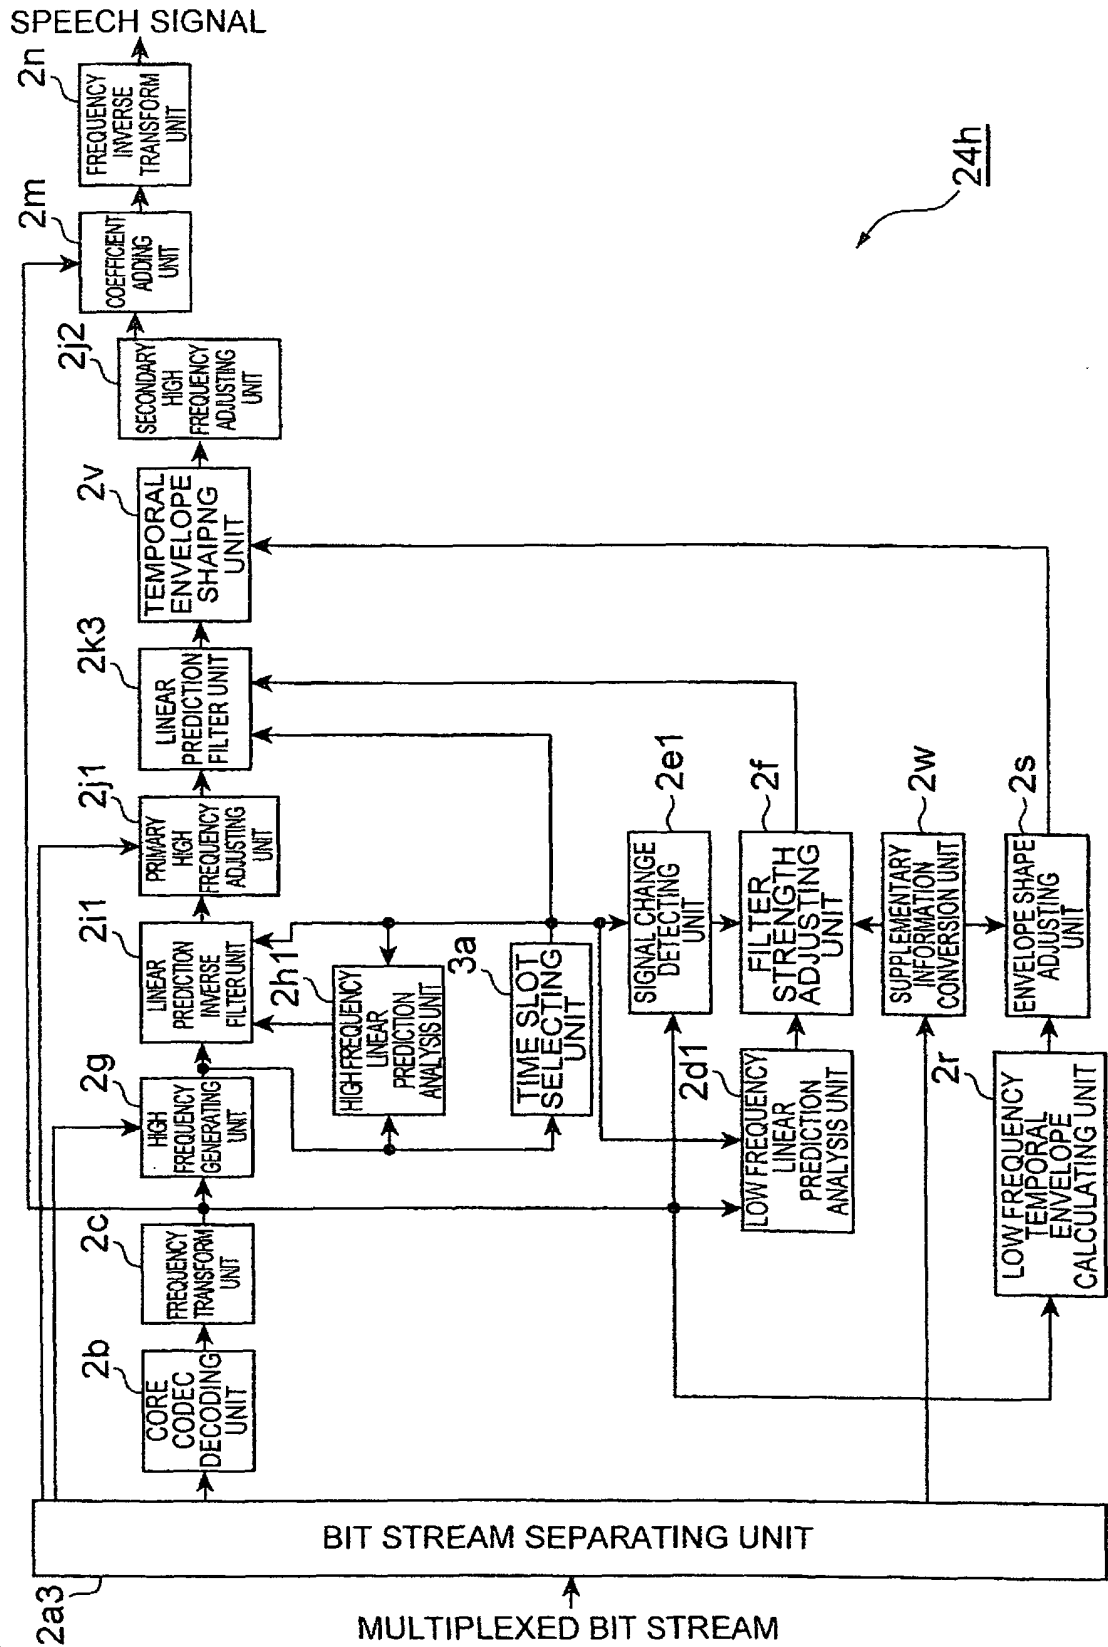 SPEECH SIGNAL
2n
FREQUENCY
INVERSE
TRANSFORM
UNIT
2m
COEFFICIENT
ADDING
UNIT
2j2
SECONDARY
HIGH
FREQUENCY
ADJUSTING
UNIT
2v
TEMPORAL
ENVELOPE
SHAIPNG
UNIT
2k3
LINEAR
PREDICTION
FILTER UNIT
2j1
PRIMARY
HIGH
FREQUENCY
ADJUSTING
UNIT
2i1
LINEAR
PREDICTION
INVERSE
FILTER UNIT
2h1
HIGH FREQUENCY
LINEAR
PREDICTION
ANALYSIS UNIT
3a
TIME SLOT
SELECTING
UNIT
2g
HIGH
FREQUENCY
GENERATING
UNIT
2c
FREQUENCY
TRANSFORM
UNIT
2b
CORE
CODEC
DECODING
UNIT
2e1
SIGNAL CHANGE
DETECTING
UNIT
2f
FILTER
STRENGTH
ADJUSTING
UNIT
2d1
LOW FREQUENCY
LINEAR
PREDICTION
ANALYSIS UNIT
2w
SUPPLEMENTARY
INFORMATION
CONVERSION UNIT
2s
ENVELOPE SHAPE
ADJUSTING
UNIT
2r
LOW FREQUENCY
TEMPORAL
ENVELOPE
CALCULATING UNIT
24h
BIT STREAM SEPARATING UNIT
2a3
MULTIPLEXED BIT STREAM